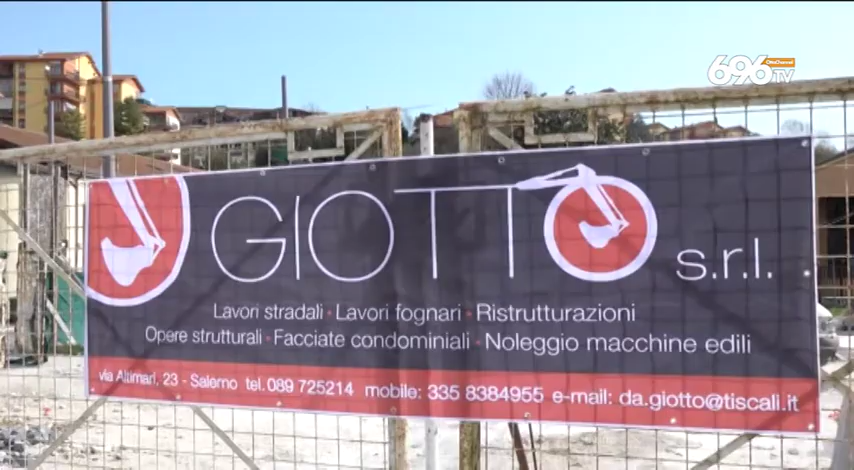 696
OttoChannel
TV
GIOTTO s.r.l.
Lavori stradali · Lavori fognari · Ristrutturazioni
Opere strutturali · Facciate condominiali · Noleggio macchine edili
via Altimari, 23 - Salerno tel. 089 725214 mobile: 335 8384955 e-mail: da.giotto@tiscali.it